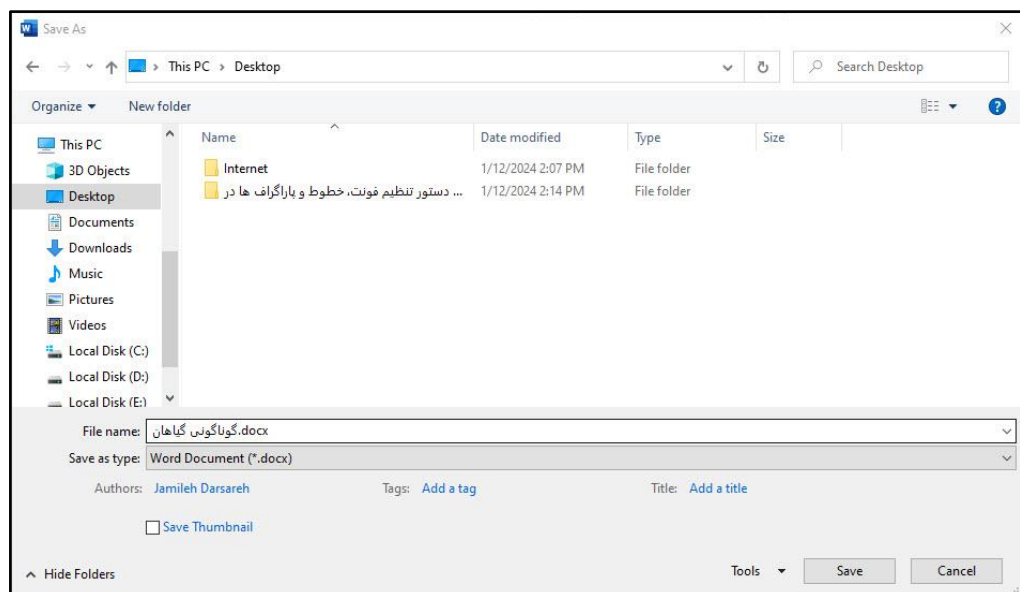 Save As
This PC > Desktop
Search Desktop
Organize
New folder
Name Date modified Type Size
This PC
3D Objects
Desktop
Documents
Downloads
Music
Pictures
Videos
Local Disk (C:)
Local Disk (D:)
Local Disk (E:)
Internet 1/12/2024 2:07 PM File folder
دستور تنظیم فونت، خطوط و پاراگراف ها در ... 1/12/2024 2:14 PM File folder
File name: گوناگونی گیاهان.docx
Save as type: Word Document (*.docx)
Authors: Jamileh Darsareh Tags: Add a tag Title: Add a title
Save Thumbnail
Hide Folders
Tools Save Cancel